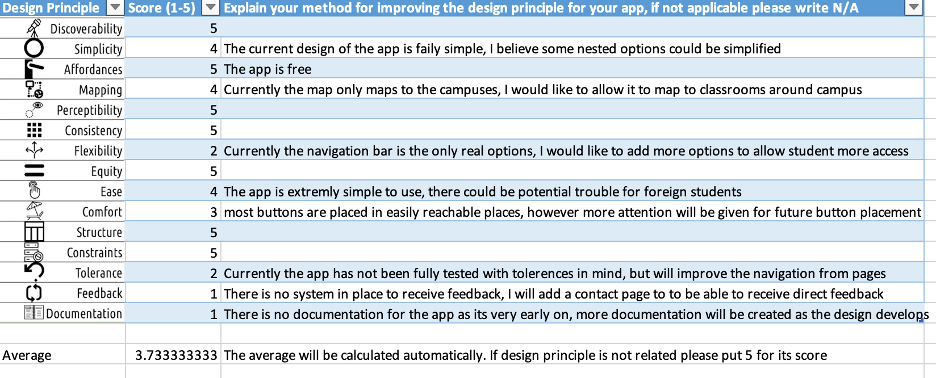 Design Principle Score (1-5) Explain your method for improving the design principle for your app, if not applicable please write N/A
Discoverability 5
Simplicity 4 The current design of the app is faily simple, I believe some nested options could be simplified
Affordances 5 The app is free
Mapping 4 Currently the map only maps to the campuses, I would like to allow it to map to classrooms around campus
Perceptibility 5
Consistency 5
Flexibility 2 Currently the navigation bar is the only real options, I would like to add more options to allow student more access
Equity 5
Ease 4 The app is extremly simple to use, there could be potential trouble for foreign students
Comfort 3 most buttons are placed in easily reachable places, however more attention will be given for future button placement
Structure 5
Constraints 5
Tolerance 2 Currently the app has not been fully tested with tolerences in mind, but will improve the navigation from pages
Feedback 1 There is no system in place to receive feedback, I will add a contact page to to be able to receive direct feedback
Documentation 1 There is no documentation for the app as its very early on, more documentation will be created as the design develops
Average 3.733333333 The average will be calculated automatically. If design principle is not related please put 5 for its score